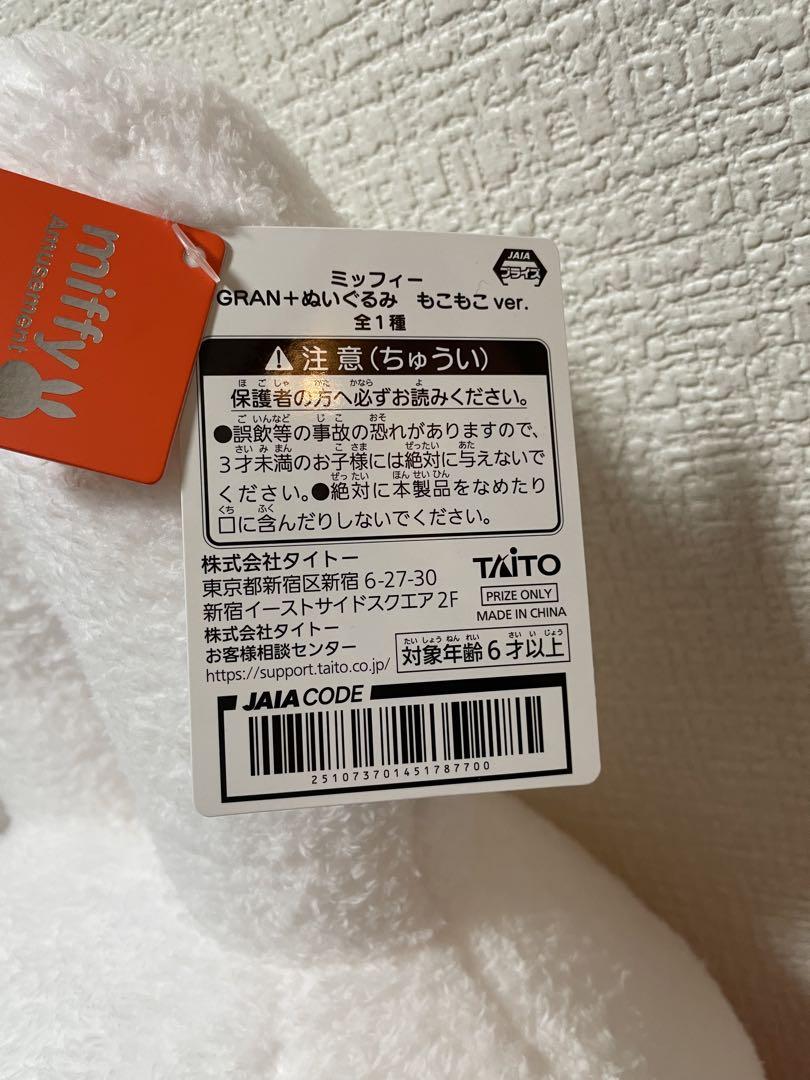 miffy
Amusement
JAIA
プライズ
ミッフィー
GRAN+ぬいぐるみ もこもこver.
全1種
注意(ちゅうい)
保護者の方へ必ずお読みください。
●誤飲等の事故の恐れがありますので、
3才未満のお子様には絶対に与えないで
ください。●絶対に本製品をなめたり
口に含んだりしないでください。
株式会社タイトー
東京都新宿区新宿6-27-30
新宿イーストサイドスクエア2F
株式会社タイトー
お客様相談センター
https://support.taito.co.jp/
TAITO
PRIZE ONLY
MADE IN CHINA
対象年齢6才以上
JAIA CODE
251073701451787700